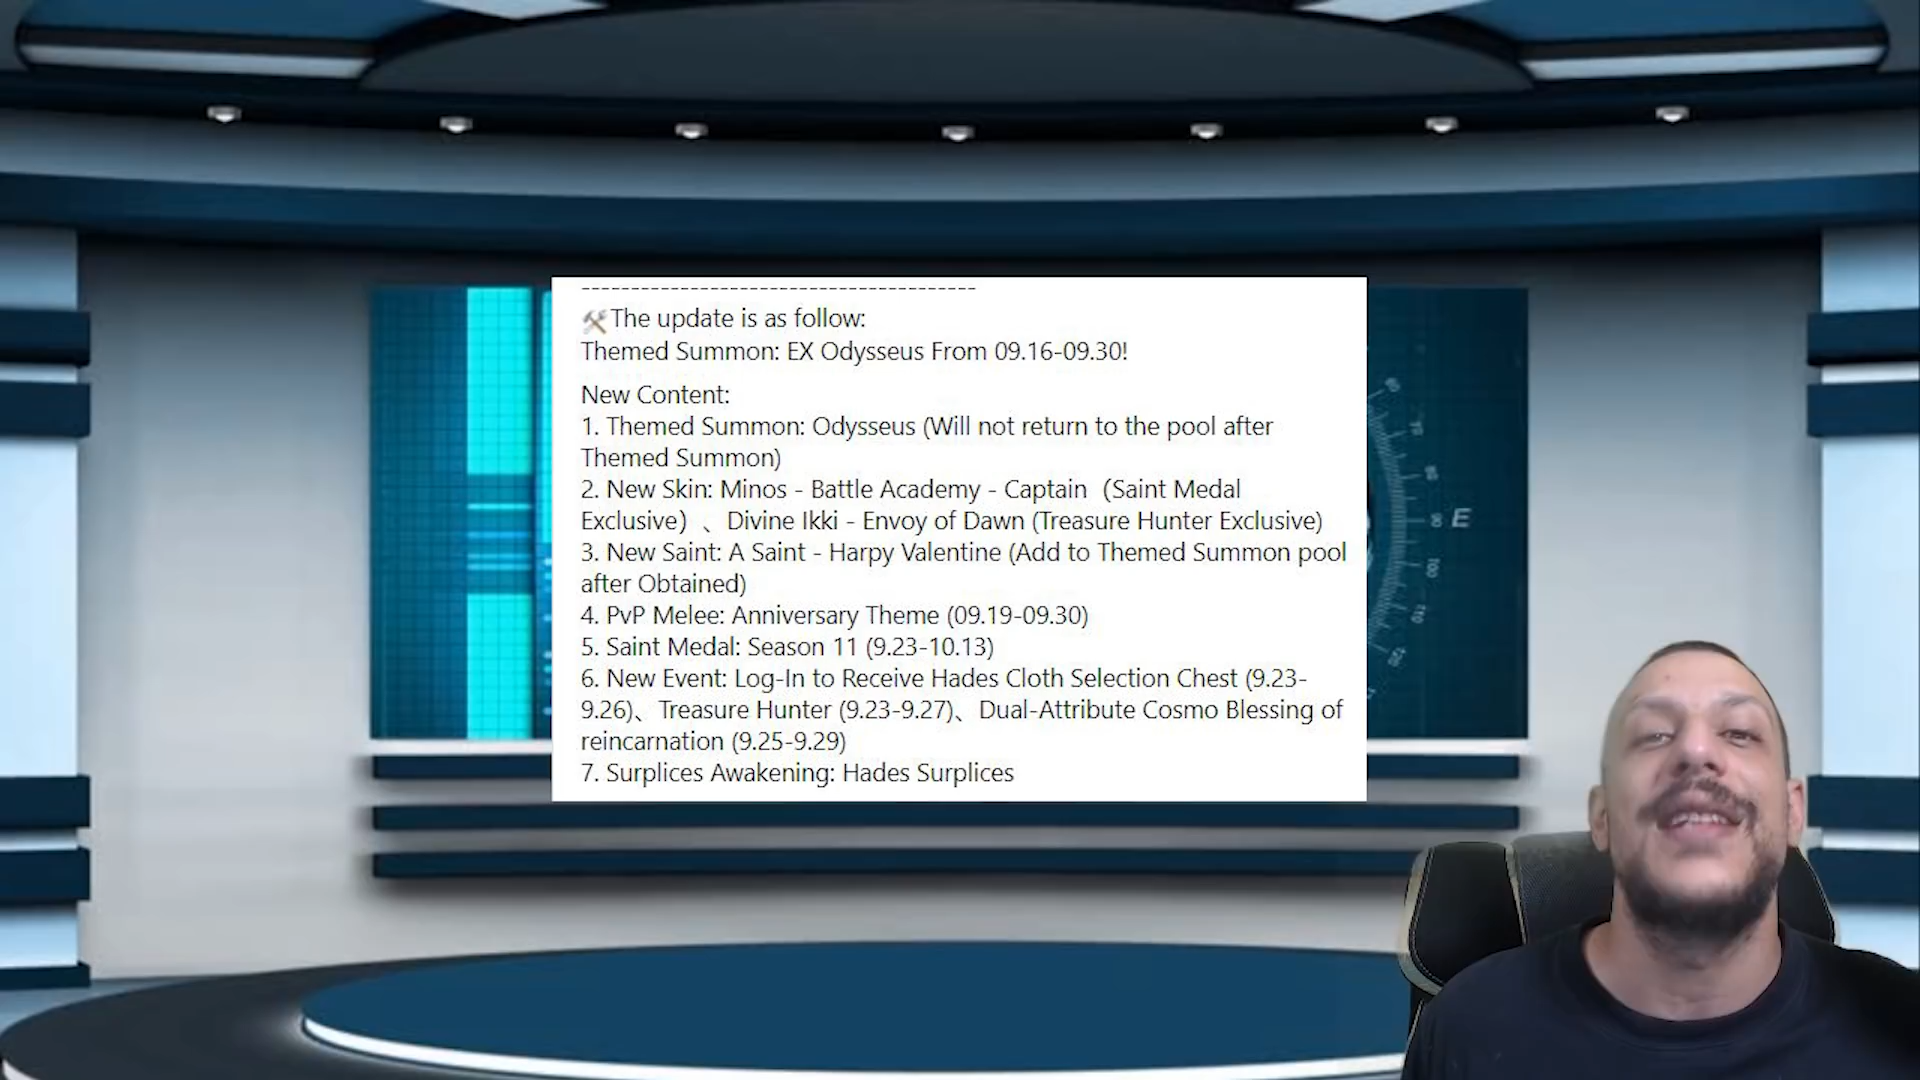 ----------------------------------------
🛠The update is as follow:
Themed Summon: EX Odysseus From 09.16-09.30!
New Content:
1. Themed Summon: Odysseus (Will not return to the pool after
Themed Summon)
2. New Skin: Minos - Battle Academy - Captain（Saint Medal
Exclusive）、Divine Ikki - Envoy of Dawn (Treasure Hunter Exclusive)
3. New Saint: A Saint - Harpy Valentine (Add to Themed Summon pool
after Obtained)
4. PvP Melee: Anniversary Theme (09.19-09.30)
5. Saint Medal: Season 11 (9.23-10.13)
6. New Event: Log-In to Receive Hades Cloth Selection Chest (9.23-
9.26)、Treasure Hunter (9.23-9.27)、Dual-Attribute Cosmo Blessing of
reincarnation (9.25-9.29)
7. Surplices Awakening: Hades Surplices
E
100
110
120